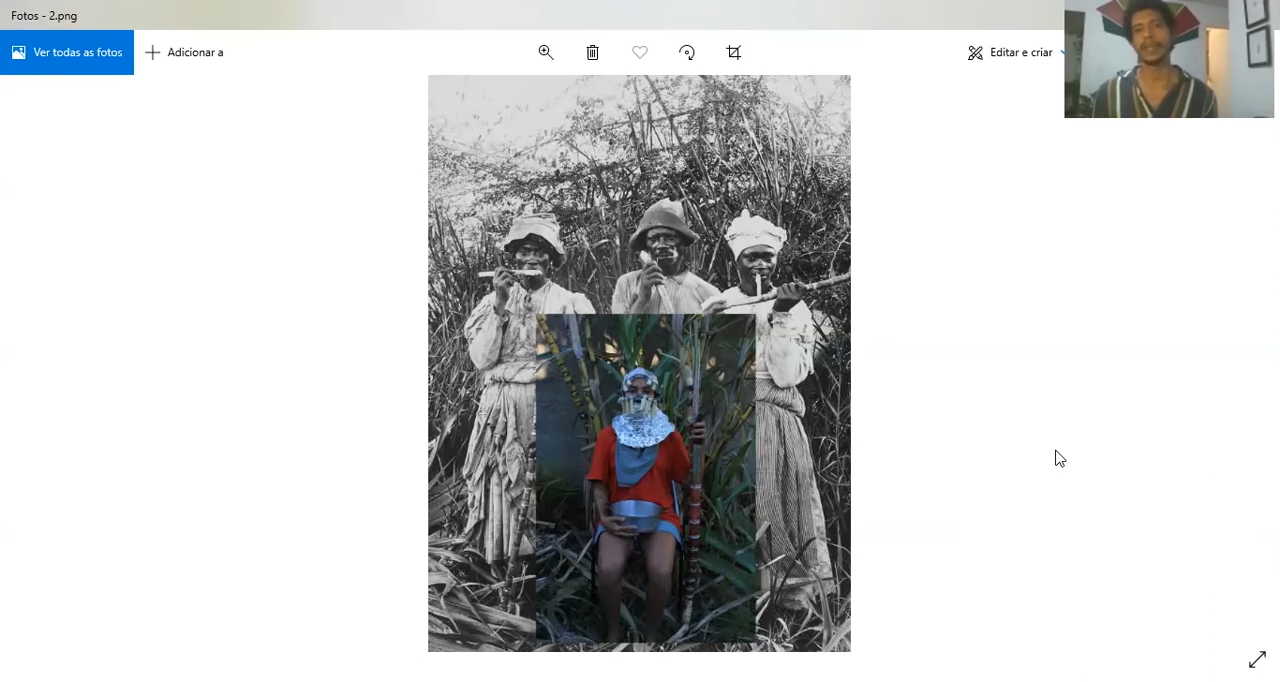 Fotos - 2.png
Ver todas as fotos
Adicionar a
Editar e criar